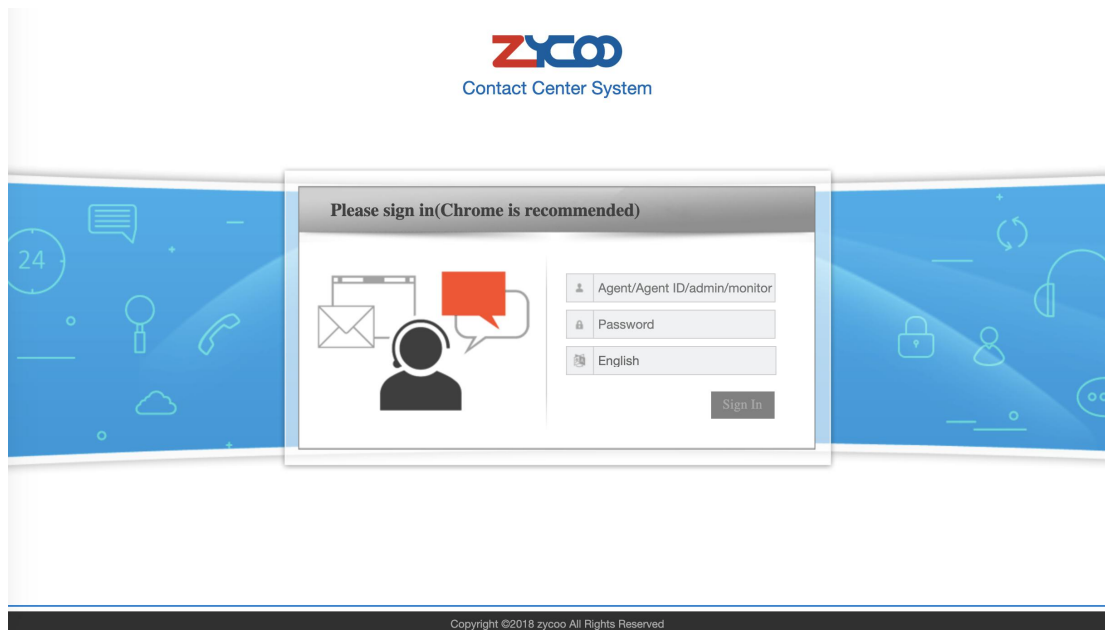 ZYCOO
Contact Center System
Please sign in(Chrome is recommended)
24
Agent/Agent ID/admin/monitor
Password
English
Sign In
Copyright ©2018 zycoo All Rights Reserved